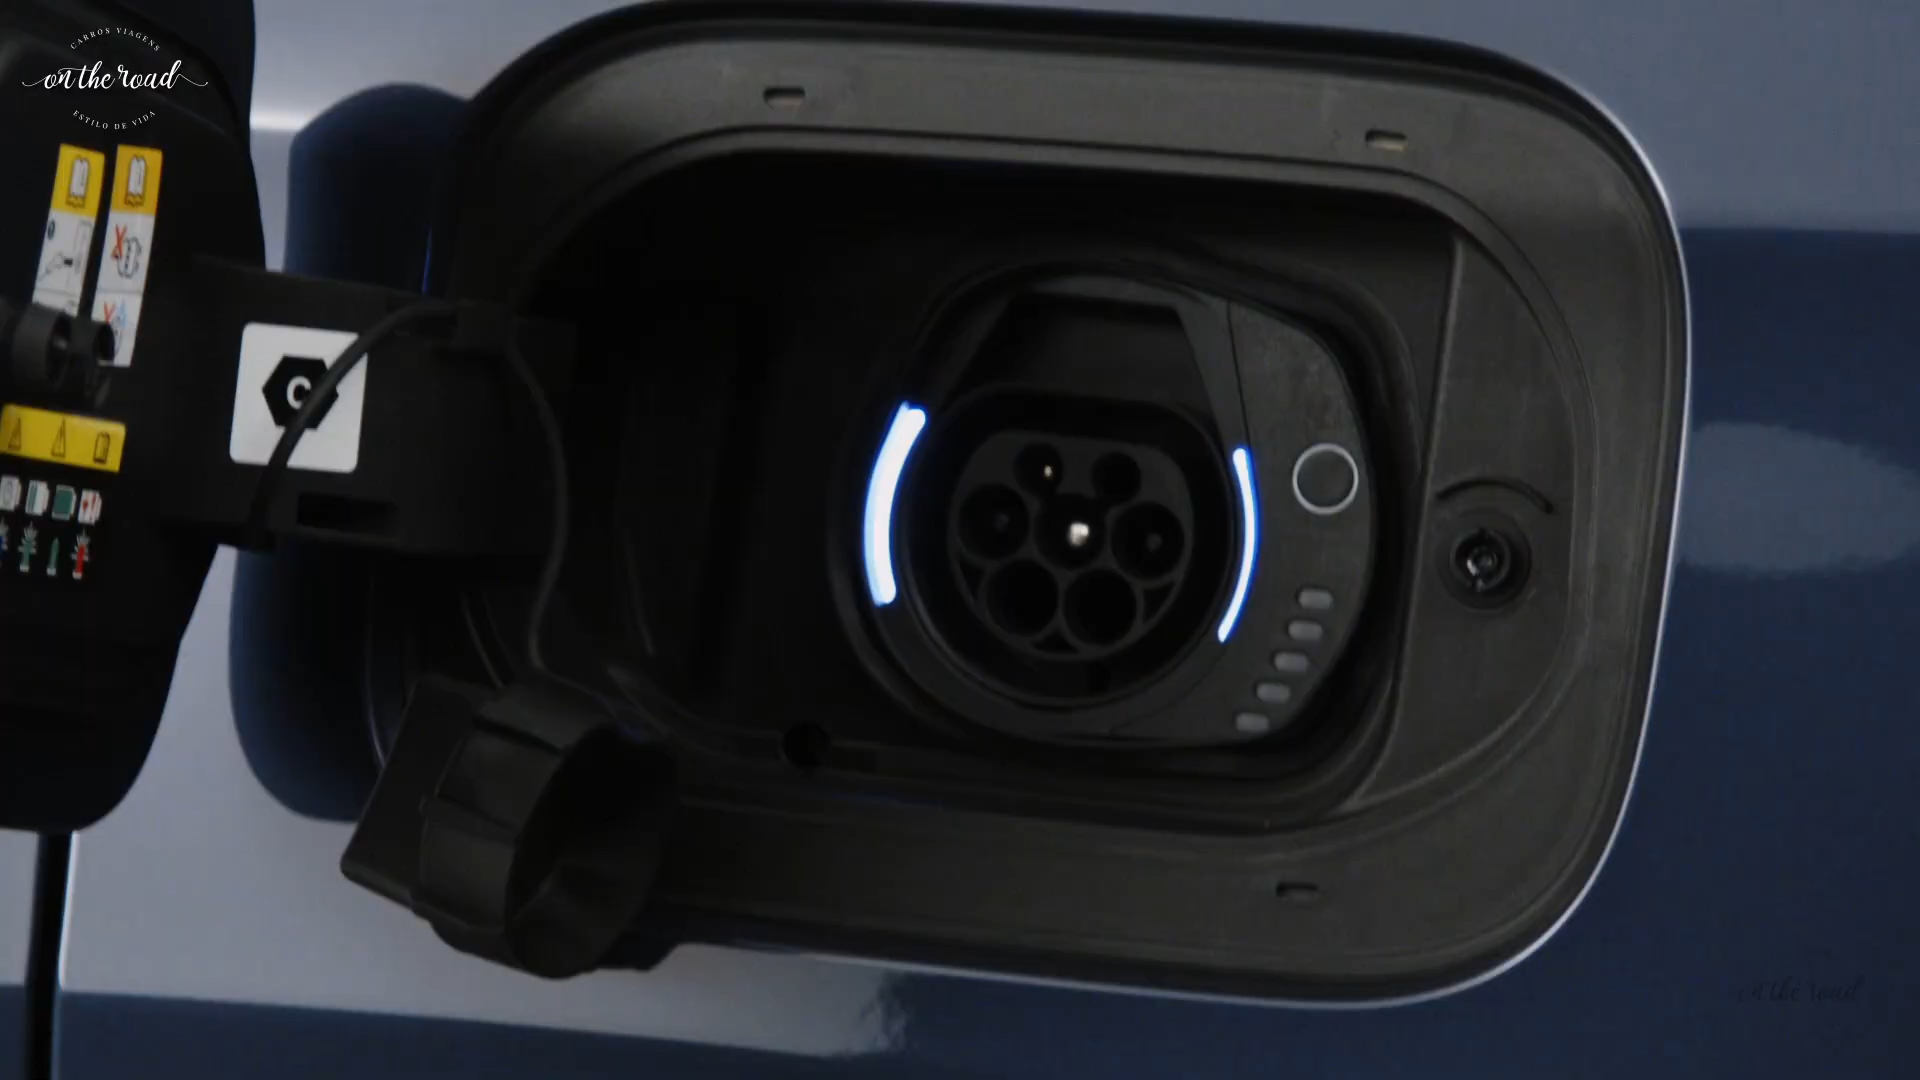 CARROS VIAGENS
on the road
ESTILO DE VIDA
C
on the road